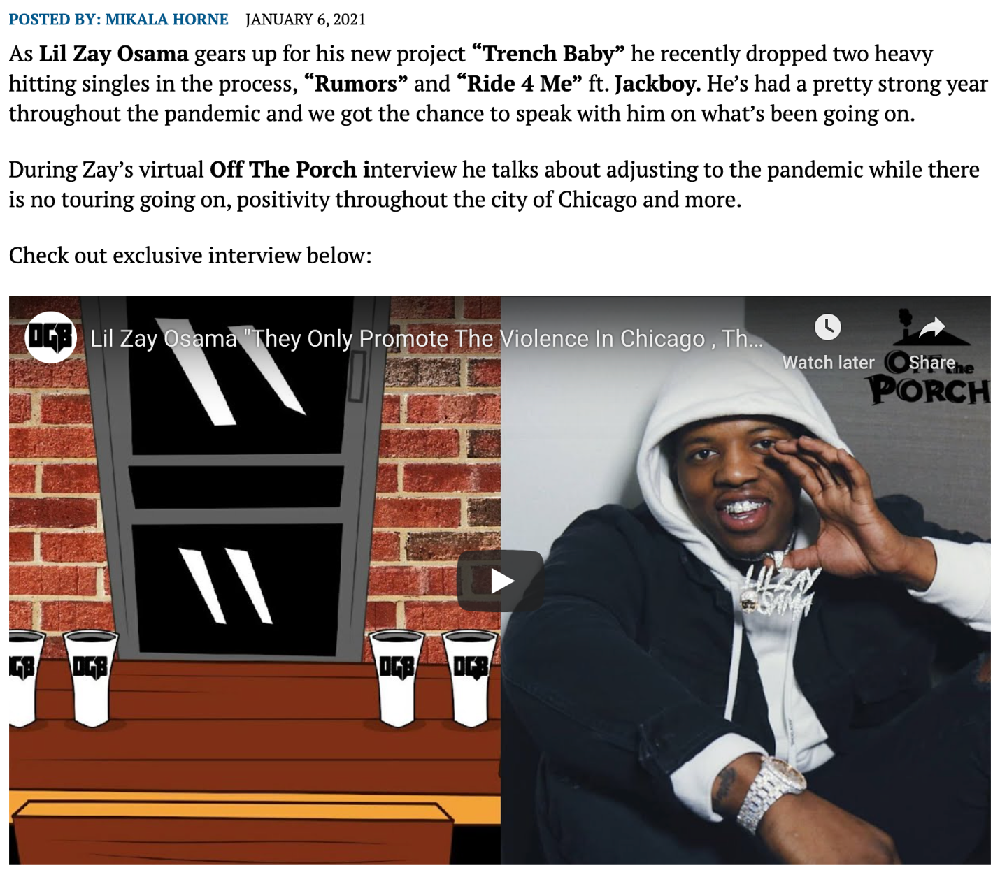 POSTED BY: MIKALA HORNE JANUARY 6, 2021
As Lil Zay Osama gears up for his new project “Trench Baby” he recently dropped two heavy
hitting singles in the process, “Rumors” and “Ride 4 Me” ft. Jackboy. He’s had a pretty strong year
throughout the pandemic and we got the chance to speak with him on what’s been going on.
During Zay’s virtual Off The Porch interview he talks about adjusting to the pandemic while there
is no touring going on, positivity throughout the city of Chicago and more.
Check out exclusive interview below:
DGB
Lil Zay Osama "They Only Promote The Violence In Chicago , Th...
Watch later
Share
OFF the
PORCH
LIL ZAY
OSAMA
GB
DGB
DGB
DGB